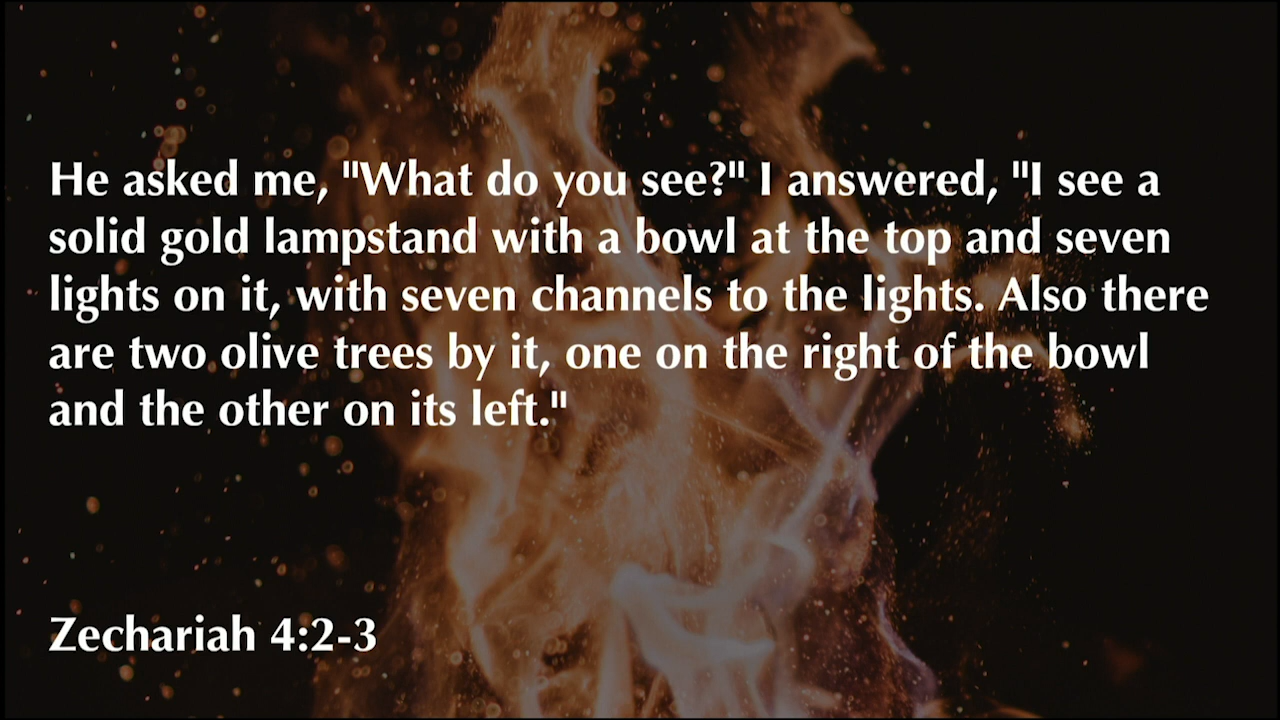 He asked me, "What do you see?" I answered, "I see a
solid gold lampstand with a bowl at the top and seven
lights on it, with seven channels to the lights. Also there
are two olive trees by it, one on the right of the bowl
and the other on its left."
Zechariah 4:2-3